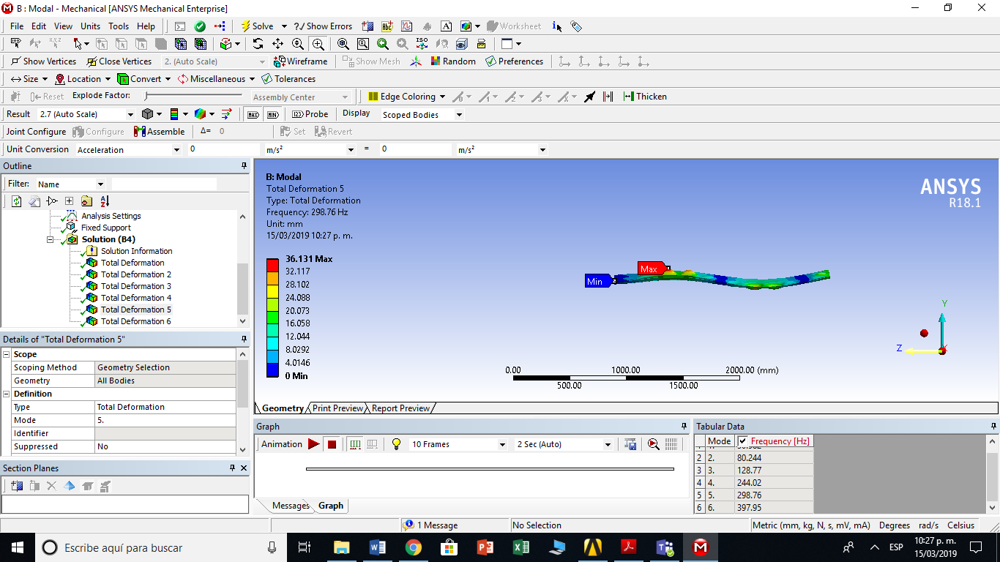 B : Modal - Mechanical [ANSYS Mechanical Enterprise]
File Edit View Units Tools Help Solve ?/ Show Errors Worksheet
Show Vertices Close Vertices 2. (Auto Scale) Wireframe Show Mesh Random Preferences
Size Location Convert Miscellaneous Tolerances
Reset Explode Factor: Assembly Center Edge Coloring Thicken
Result 2.7 (Auto Scale) MAX MIN Probe Display Scoped Bodies
Joint Configure Configure Assemble Δ= 0 Set Revert
Unit Conversion Acceleration 0 m/s² = 0 m/s²
Outline
Filter: Name
Analysis Settings
Fixed Support
Solution (B4)
Solution Information
Total Deformation
Total Deformation 2
Total Deformation 3
Total Deformation 4
Total Deformation 5
Total Deformation 6
Details of "Total Deformation 5"
Scope
Scoping Method Geometry Selection
Geometry All Bodies
Definition
Type Total Deformation
Mode 5.
Identifier
Suppressed No
Section Planes
B: Modal
Total Deformation 5
Type: Total Deformation
Frequency: 298.76 Hz
Unit: mm
15/03/2019 10:27 p. m.
36.131 Max
32.117
28.102
24.088
20.073
16.058
12.044
8.0292
4.0146
0 Min
ANSYS
R18.1
Max
Min
Y
Z
X
0.00 1000.00 2000.00 (mm)
500.00 1500.00
Geometry Print Preview Report Preview
Graph
Animation 10 Frames 2 Sec (Auto)
Messages Graph
Tabular Data
Mode Frequency [Hz]
2 2. 80.244
3 3. 128.77
4 4. 244.02
5 5. 298.76
6 6. 397.95
1 Message No Selection Metric (mm, kg, N, s, mV, mA) Degrees rad/s Celsius
Escribe aquí para buscar
ESP
10:27 p. m.
15/03/2019